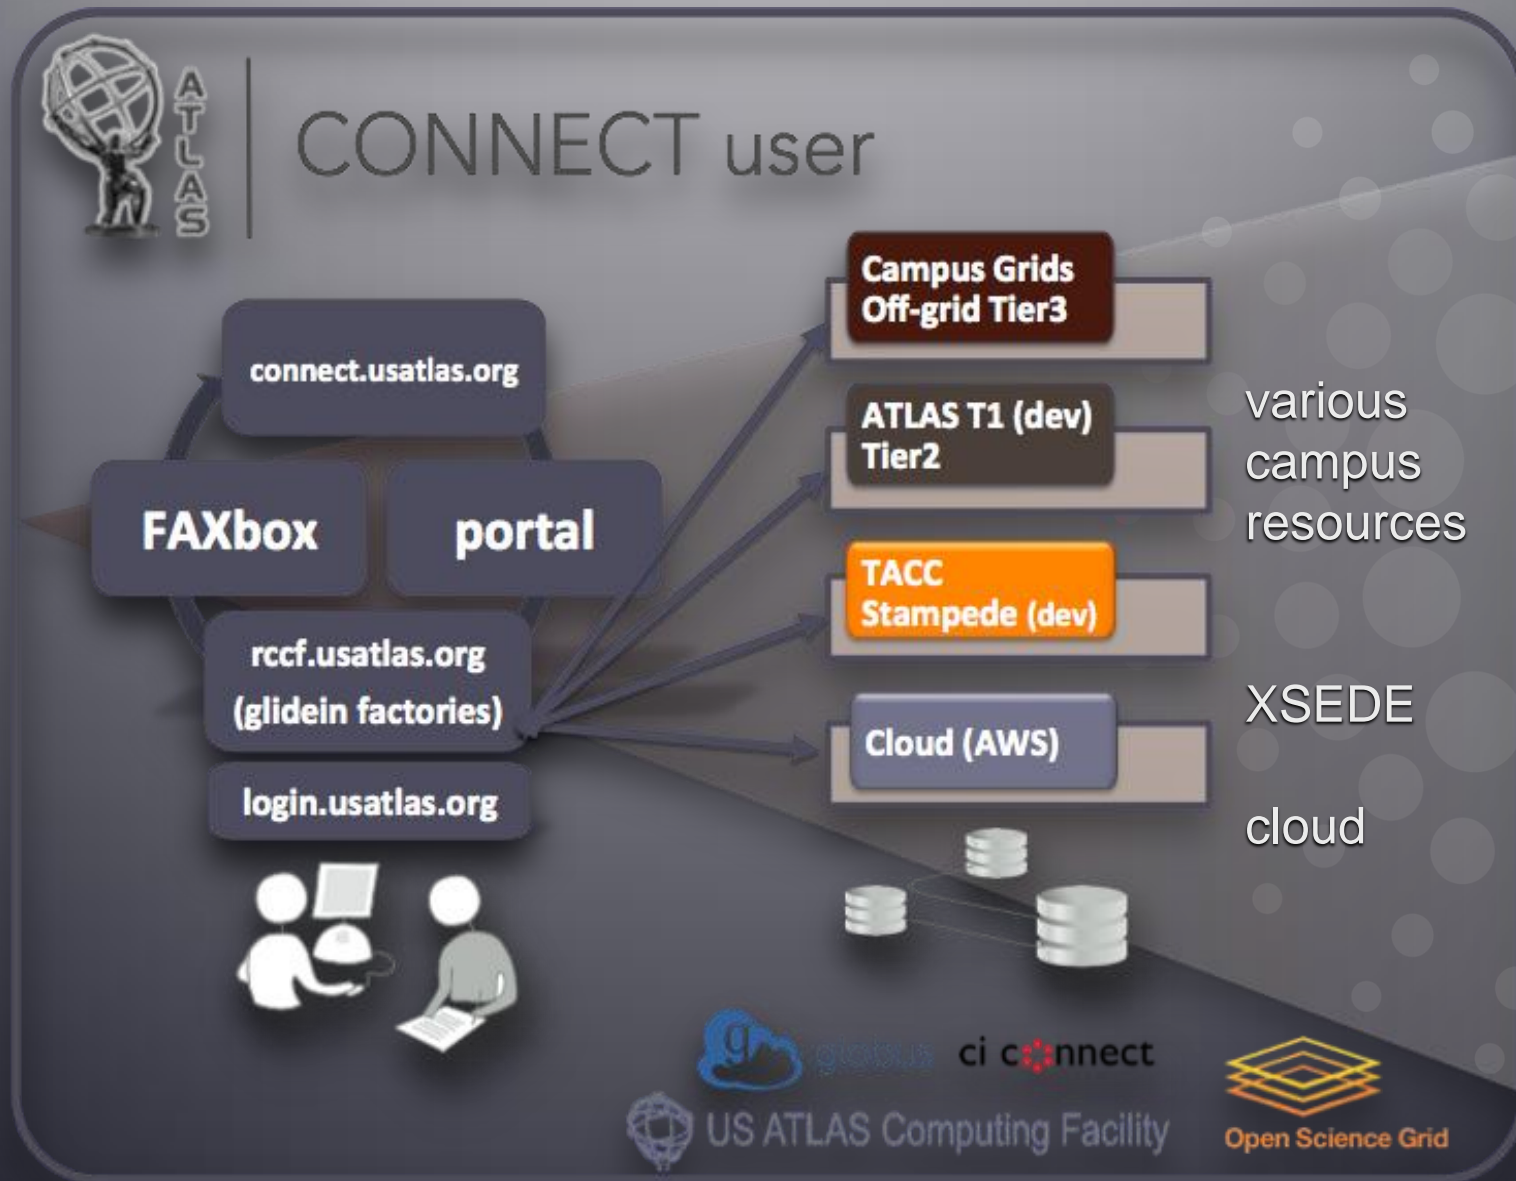 ATLAS
CONNECT user
connect.usatlas.org
FAXbox
portal
rccf.usatlas.org
(glidein factories)
login.usatlas.org
Campus Grids
Off-grid Tier3
ATLAS T1 (dev)
Tier2
TACC
Stampede (dev)
Cloud (AWS)
various
campus
resources
XSEDE
cloud
g globus
ci connect
US ATLAS Computing Facility
Open Science Grid